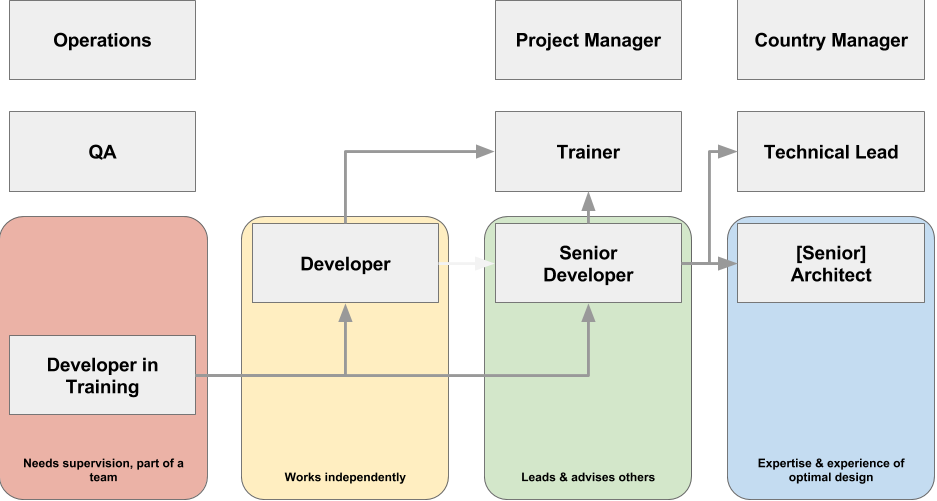 Operations
Project Manager
Country Manager
QA
Trainer
Technical Lead
Developer
Senior
Developer
[Senior]
Architect
Developer in
Training
Needs supervision, part of a
team
Works independently
Leads & advises others
Expertise & experience of
optimal design